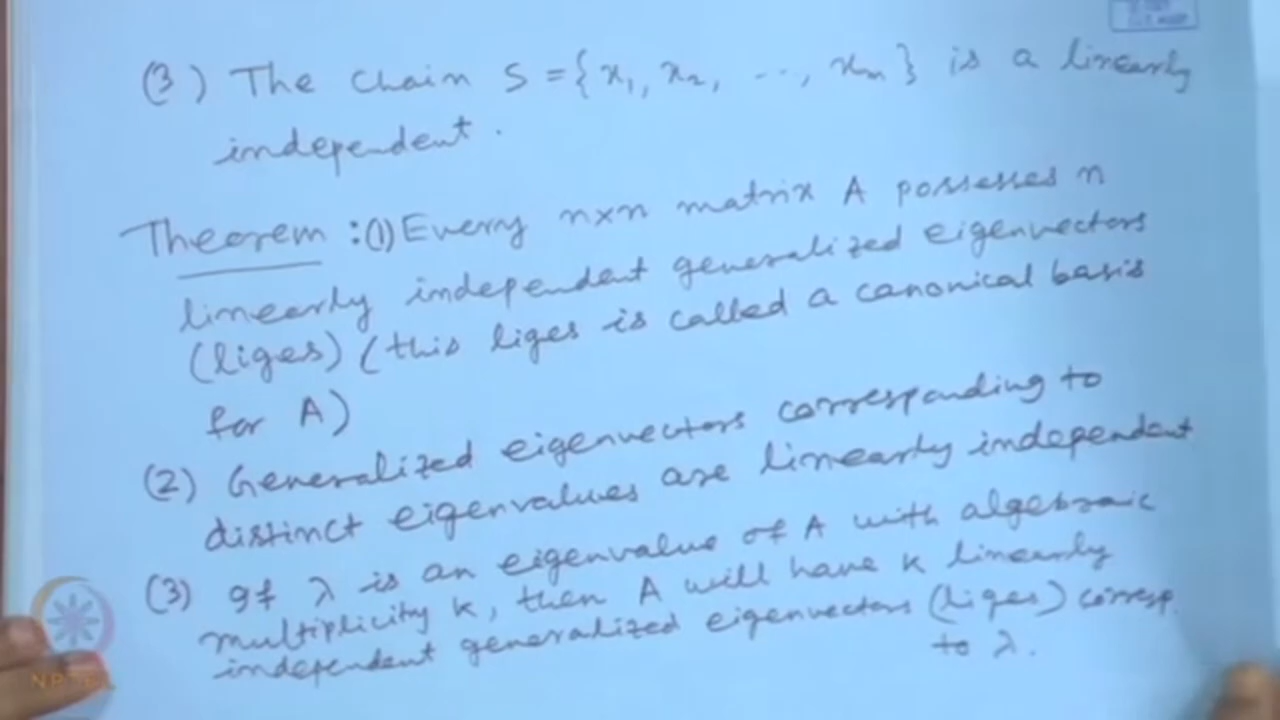 (3) The Chain S = {x₁, x₂, ..., xₘ} is a linearly
independent.
Theorem :(1) Every n×n matrix A possesses n
linearly independent generalized eigenvectors
(liges) (this liges is called a canonical basis
for A)
(2) Generalized eigenvectors corresponding to
distinct eigenvalues are linearly independent
(3) If λ is an eigenvalue of A with algebraic
multiplicity k, then A will have k linearly
independent generalized eigenvectors (liges) corresp.
to λ.
NPTEL